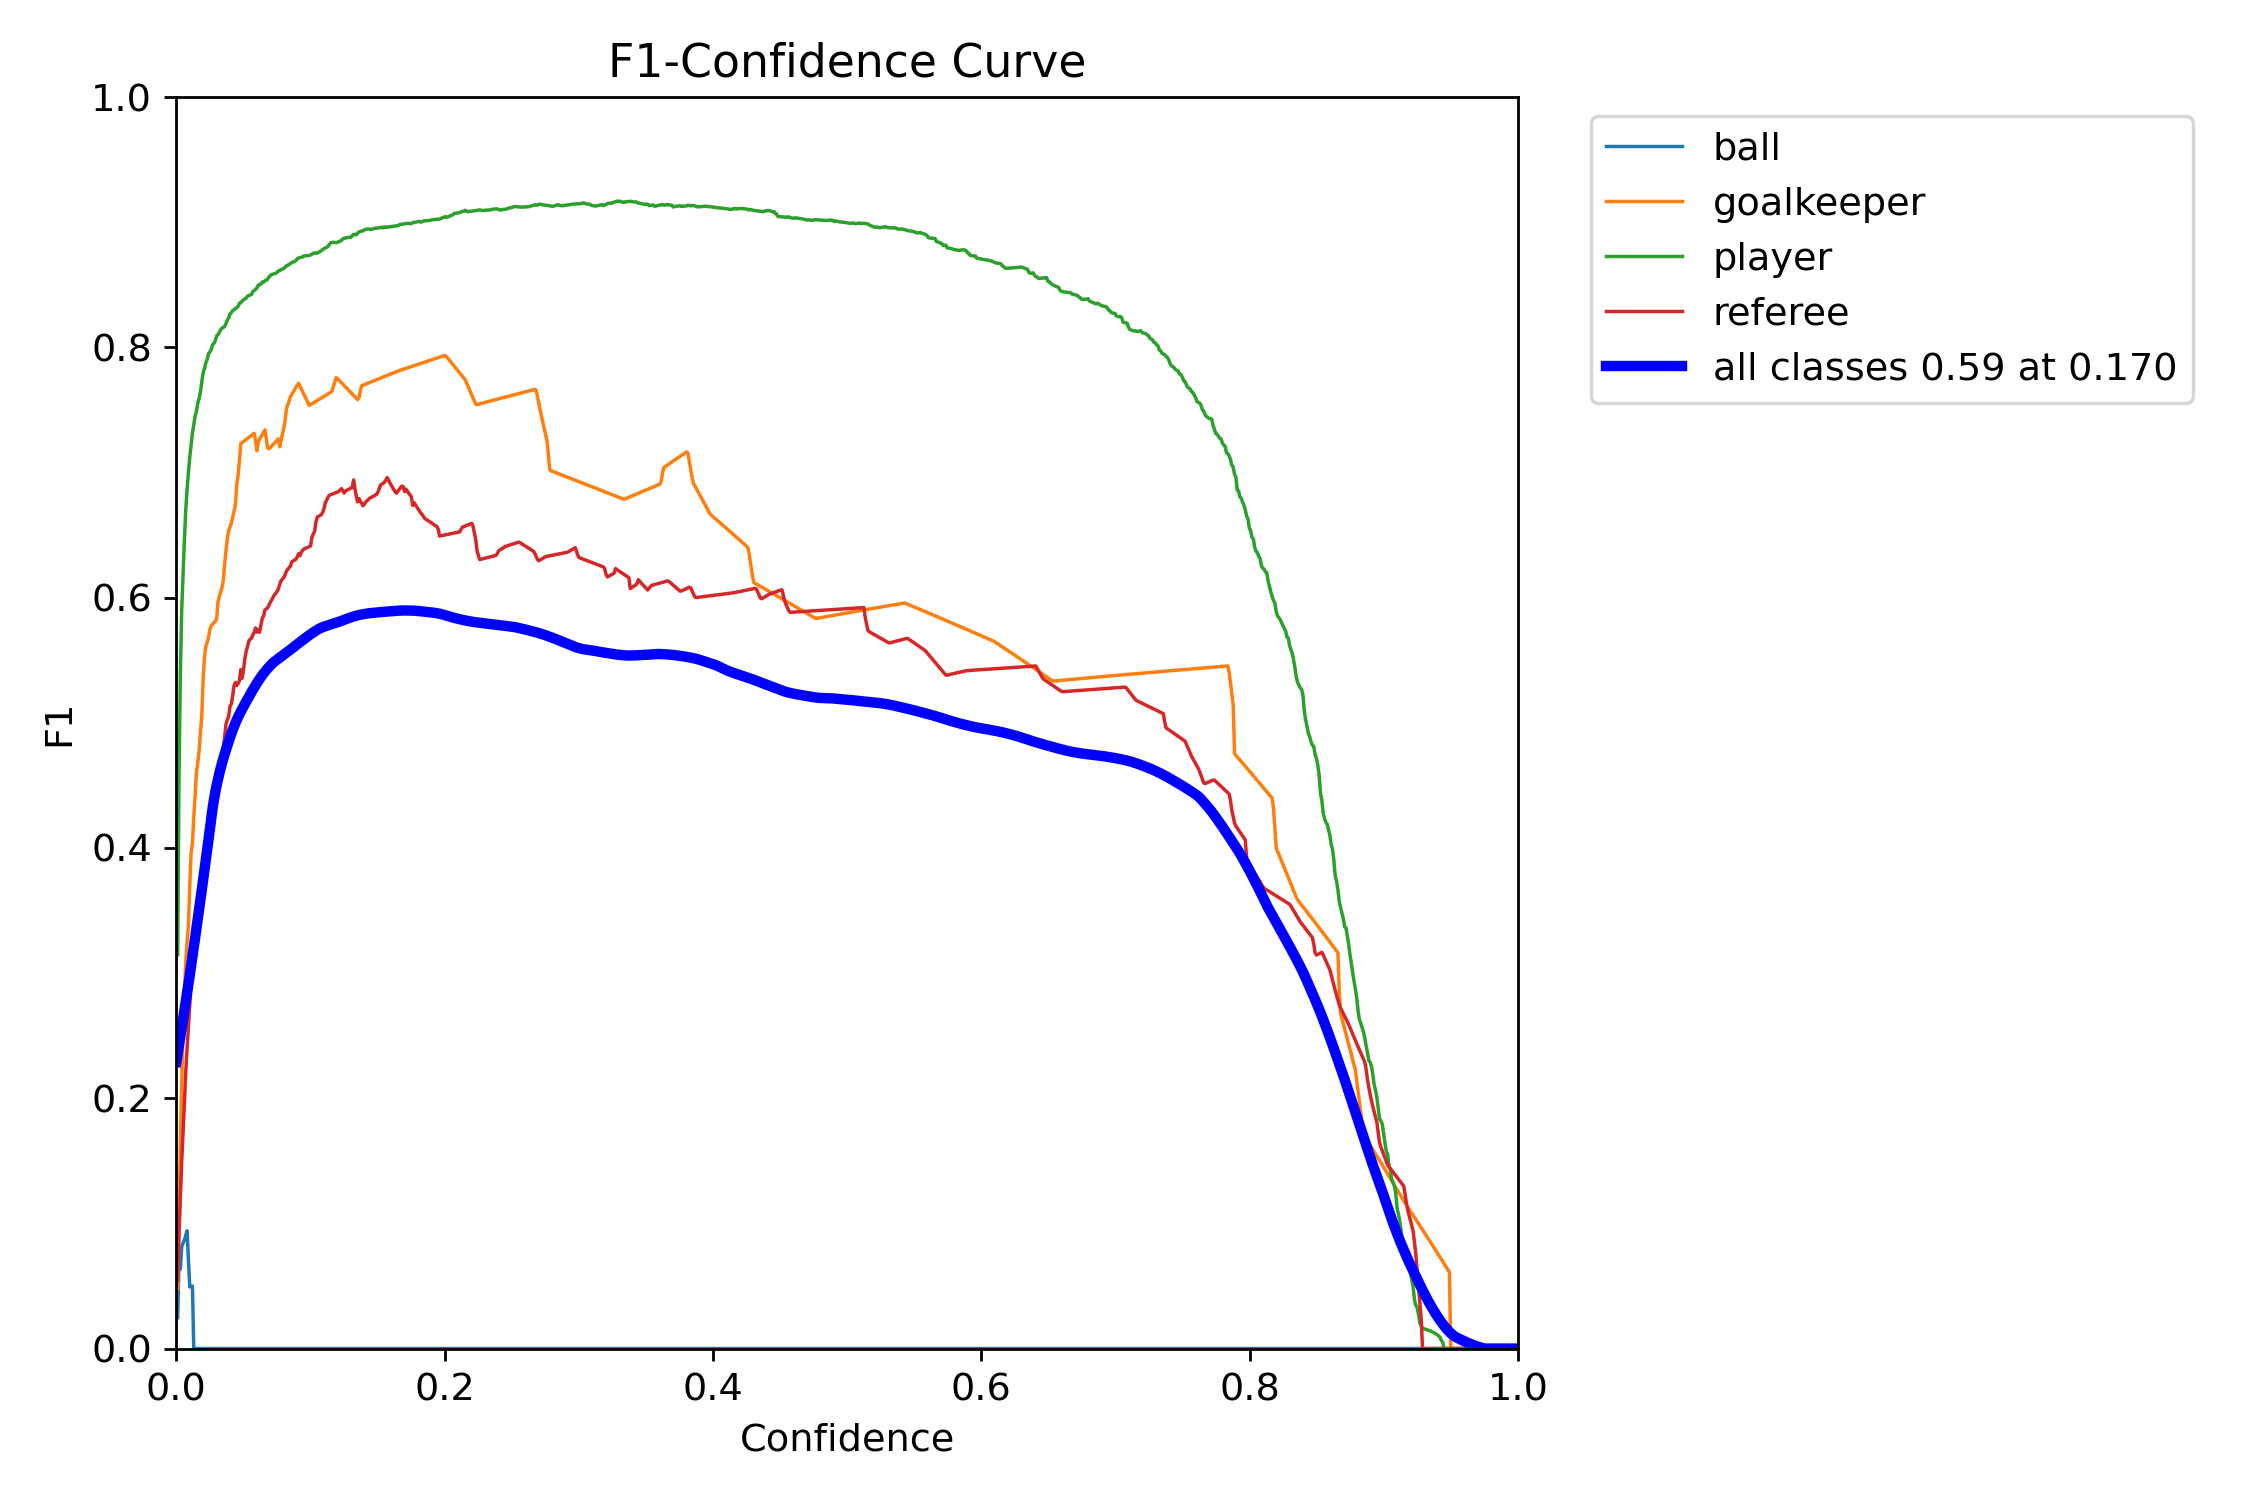 F1-Confidence Curve
1.0
0.8
0.6
0.4
0.2
0.0
F1
0.0 0.2 0.4 0.6 0.8 1.0
Confidence
ball
goalkeeper
player
referee
all classes 0.59 at 0.170